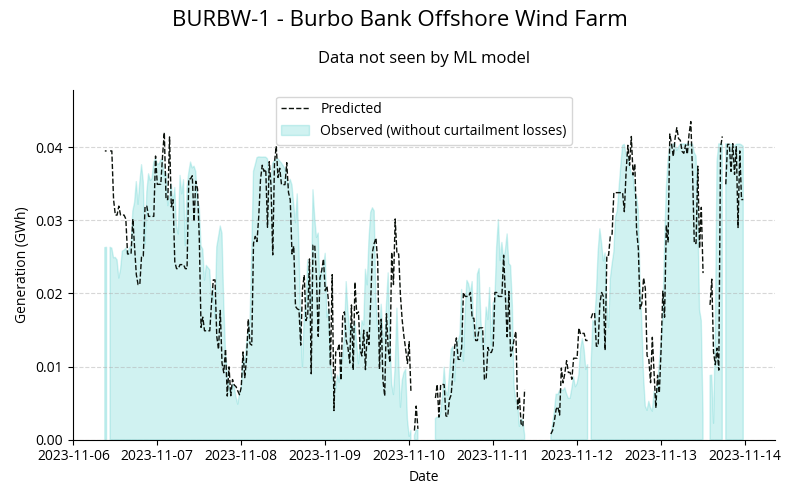 BURBW-1 - Burbo Bank Offshore Wind Farm
Data not seen by ML model
Predicted
Observed (without curtailment losses)
Generation (GWh)
0.04
0.03
0.02
0.01
0.00
2023-11-06 2023-11-07 2023-11-08 2023-11-09 2023-11-10 2023-11-11 2023-11-12 2023-11-13 2023-11-14
Date